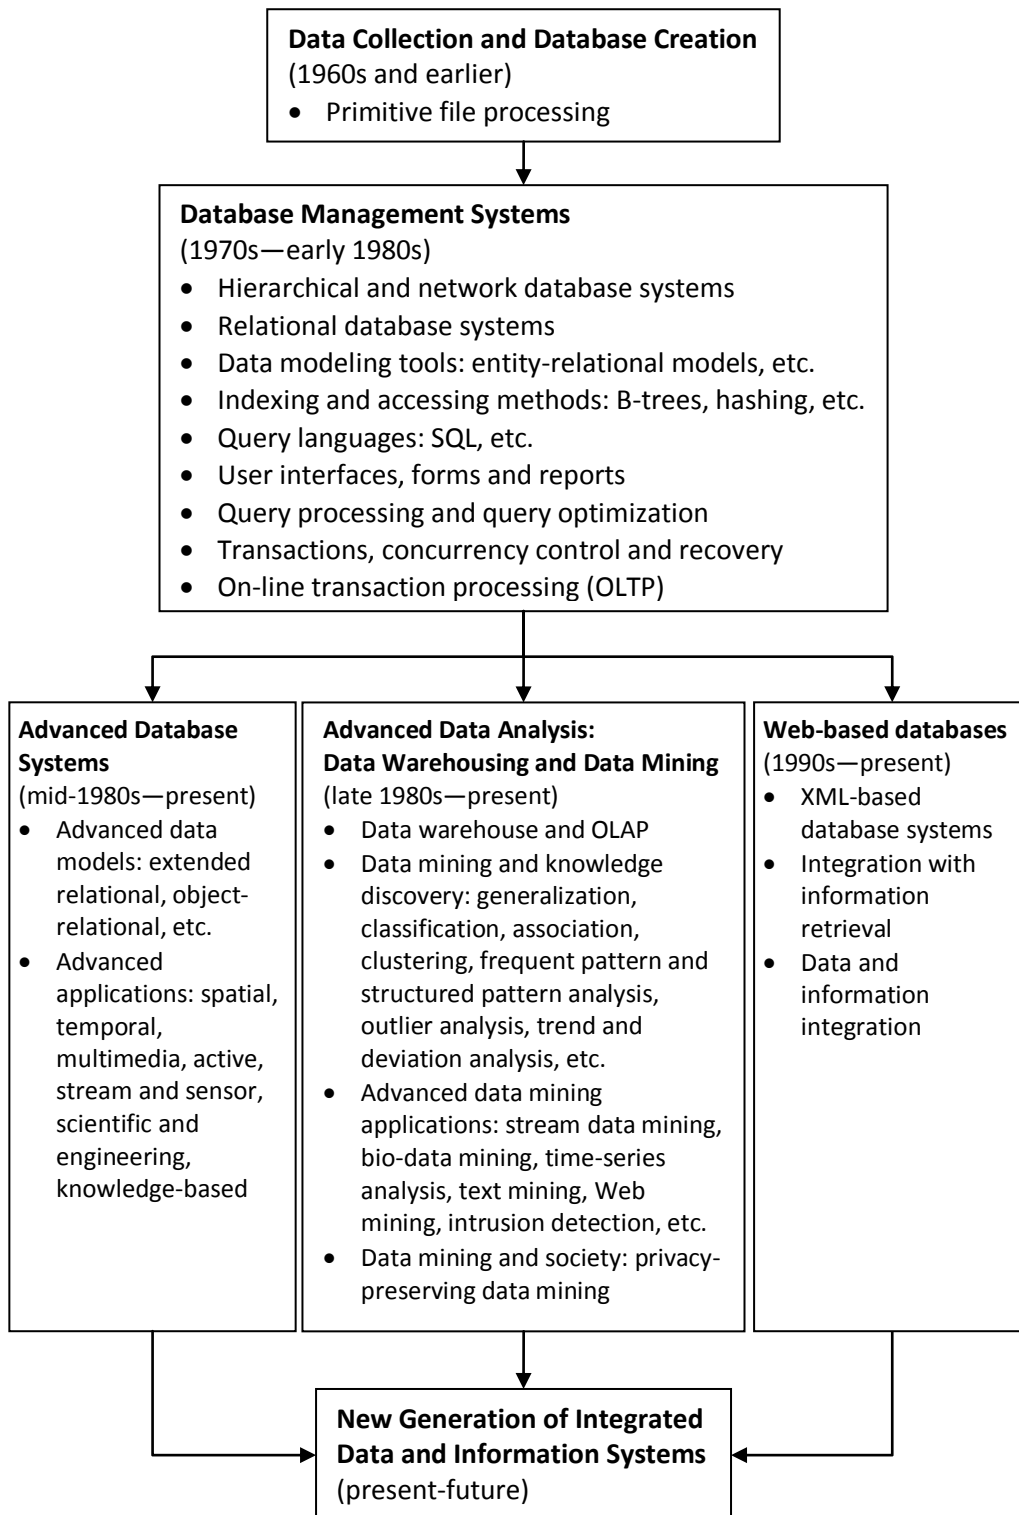 Data Collection and Database Creation
(1960s and earlier)
• Primitive file processing
Database Management Systems
(1970s—early 1980s)
• Hierarchical and network database systems
• Relational database systems
• Data modeling tools: entity-relational models, etc.
• Indexing and accessing methods: B-trees, hashing, etc.
• Query languages: SQL, etc.
• User interfaces, forms and reports
• Query processing and query optimization
• Transactions, concurrency control and recovery
• On-line transaction processing (OLTP)
Advanced Database
Systems
(mid-1980s—present)
• Advanced data
models: extended
relational, object-
relational, etc.
• Advanced
applications: spatial,
temporal,
multimedia, active,
stream and sensor,
scientific and
engineering,
knowledge-based
Advanced Data Analysis:
Data Warehousing and Data Mining
(late 1980s—present)
• Data warehouse and OLAP
• Data mining and knowledge
discovery: generalization,
classification, association,
clustering, frequent pattern and
structured pattern analysis,
outlier analysis, trend and
deviation analysis, etc.
• Advanced data mining
applications: stream data mining,
bio-data mining, time-series
analysis, text mining, Web
mining, intrusion detection, etc.
• Data mining and society: privacy-
preserving data mining
Web-based databases
(1990s—present)
• XML-based
database systems
• Integration with
information
retrieval
• Data and
information
integration
New Generation of Integrated
Data and Information Systems
(present-future)